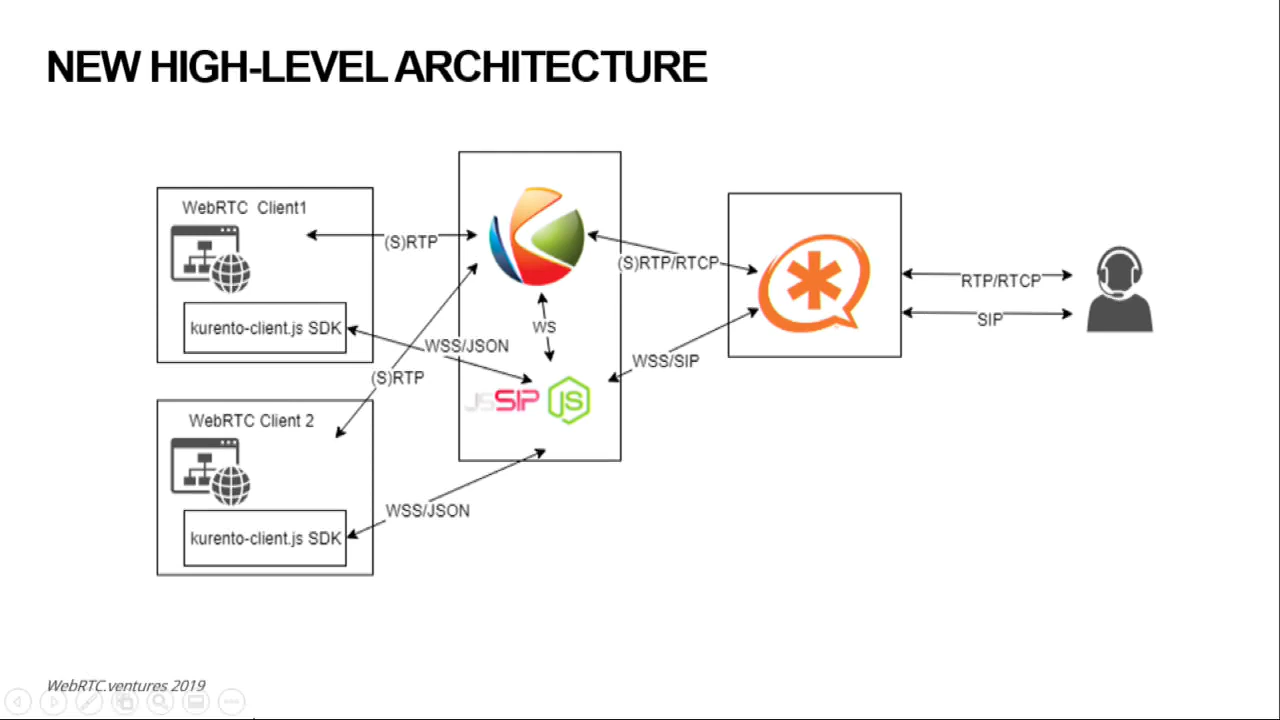 NEW HIGH-LEVEL ARCHITECTURE
WebRTC Client1
kurento-client.js SDK
(S)RTP
WSS/JSON
(S)RTP
WebRTC Client 2
kurento-client.js SDK
WSS/JSON
WS
JSSIP
JS
(S)RTP/RTCP
WSS/SIP
RTP/RTCP
SIP
WebRTC.ventures 2019